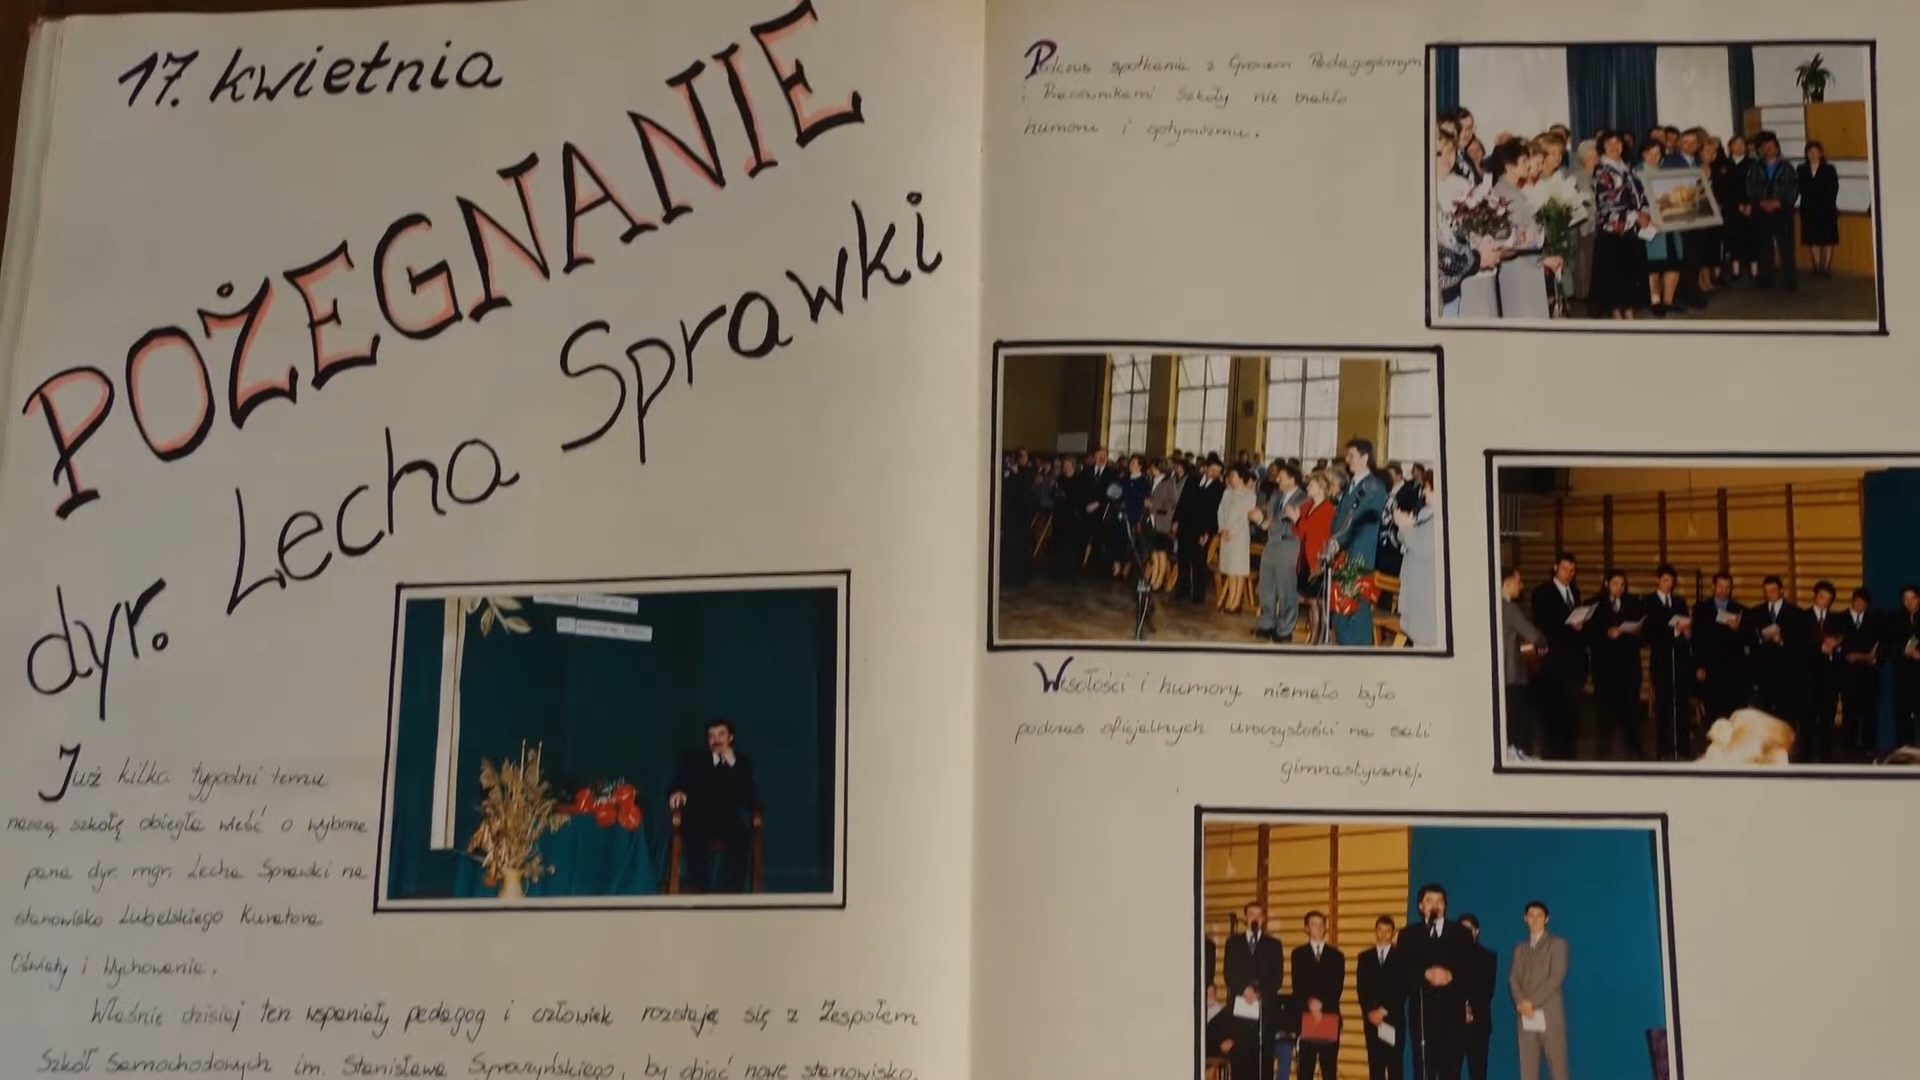 17. kwietnia
POŻEGNANIE
dyr. Lecha Sprawki
Już kilka tygodni temu
naszą szkołę obiegła wieść o wyborze
pana dyr. mgr. Lecha Sprawki na
stanowisko Lubelskiego Kuratora
Oświaty i Wychowania.
Właśnie dzisiaj ten wspaniały pedagog i człowiek rozstaje się z Zespołem
Szkół Samochodowych im. Stanisława Syroczyńskiego, by objąć nowe stanowisko.
Podczas spotkania z Gronem Pedagogicznym
i Pracownikami Szkoły nie brakło
humoru i optymizmu.
Wesołości i humoru niemało było
podczas oficjalnych uroczystości na sali
gimnastycznej.